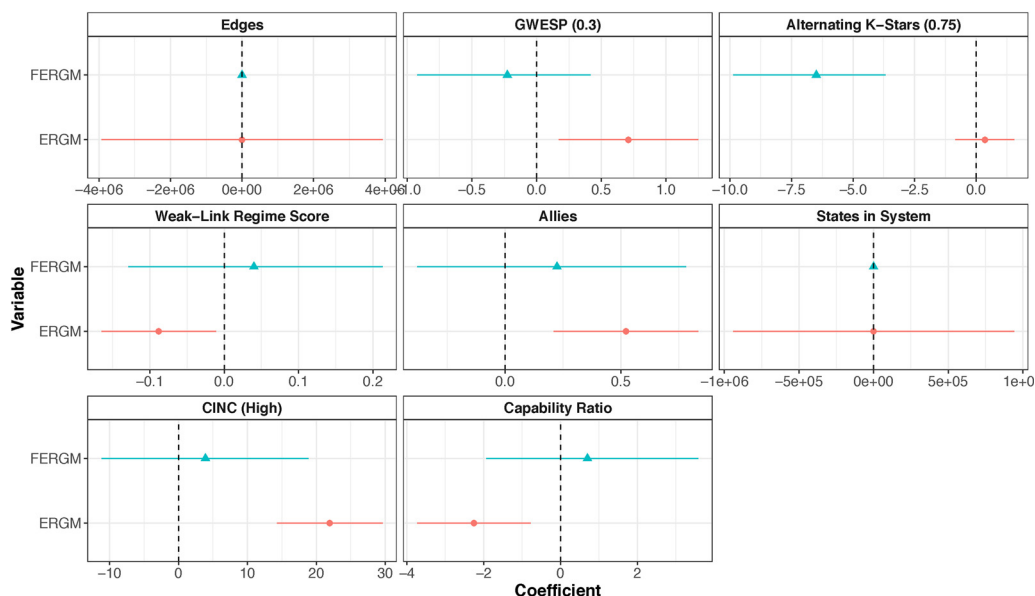 Edges
GWESP (0.3)
Alternating K−Stars (0.75)
FERGM
ERGM
−4e+06 −2e+06 0e+00 2e+06 4e+06
−1.0 −0.5 0.0 0.5 1.0
−10.0 −7.5 −5.0 −2.5 0.0
Weak−Link Regime Score
Allies
States in System
FERGM
ERGM
−0.1 0.0 0.1 0.2
0.0 0.5
−1e+06 −5e+05 0e+00 5e+05
CINC (High)
Capability Ratio
FERGM
ERGM
−10 0 10 20 30
−4 −2 0 2
Variable
Coefficient